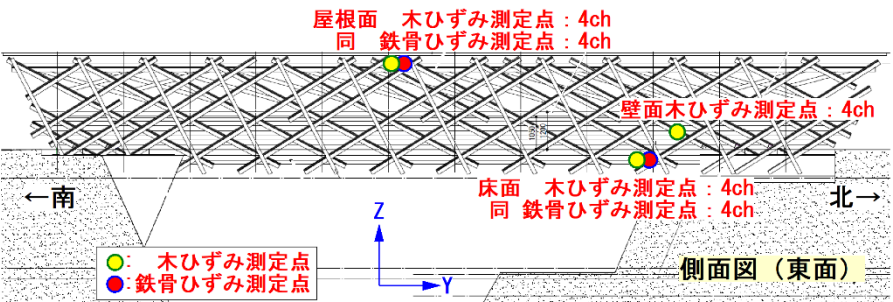 屋根面　木ひずみ測定点：4ch
同　鉄骨ひずみ測定点：4ch
壁面木ひずみ測定点：4ch
←南
床面　木ひずみ測定点：4ch
同 鉄骨ひずみ測定点：4ch
北→
Z
Y
：　木ひずみ測定点
：鉄骨ひずみ測定点
側面図（東面）